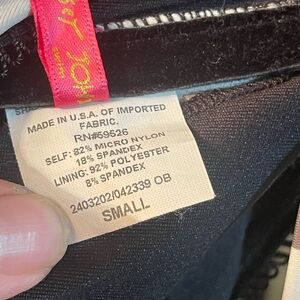 MADE IN U.S.A. OF IMPORTED
FABRIC.
RN#59526
SELF: 82% MICRO NYLON
18% SPANDEX
LINING: 92% POLYESTER
8% SPANDEX
2403202/042339 OB
SMALL